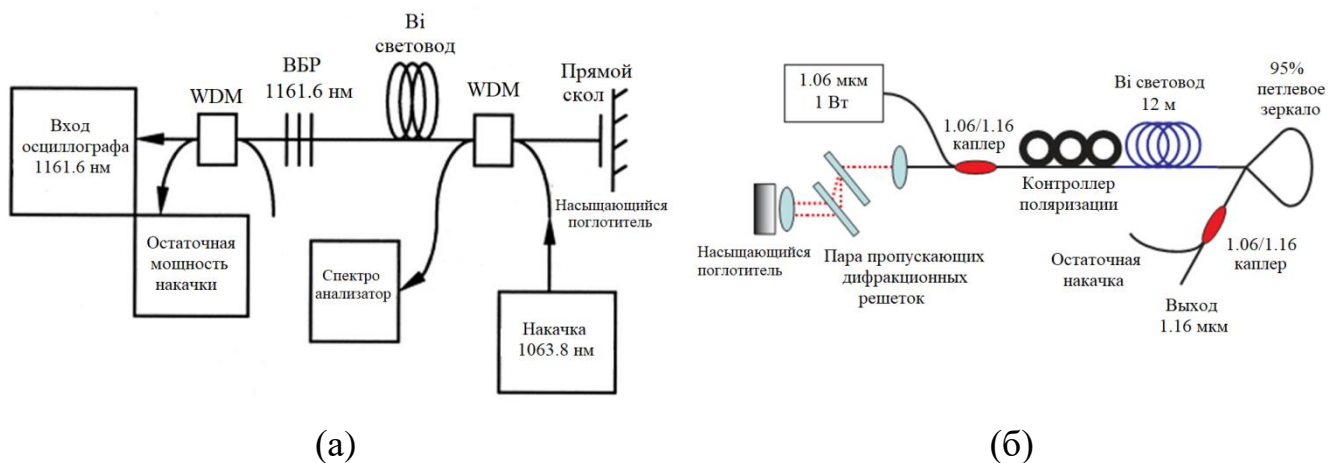 Bi
световод
ВБР
1161.6 нм
WDM
WDM
Прямой
скол
Вход
осциллографа
1161.6 нм
Остаточная
мощность
накачки
Спектро
анализатор
Насыщающийся
поглотитель
Накачка
1063.8 нм
(а)
1.06 мкм
1 Вт
1.06/1.16
каплер
Bi световод
12 м
95%
петлевое
зеркало
Контроллер
поляризации
Насыщающийся
поглотитель
Пара пропускающих
дифракционных
решеток
Остаточная
накачка
1.06/1.16
каплер
Выход
1.16 мкм
(б)